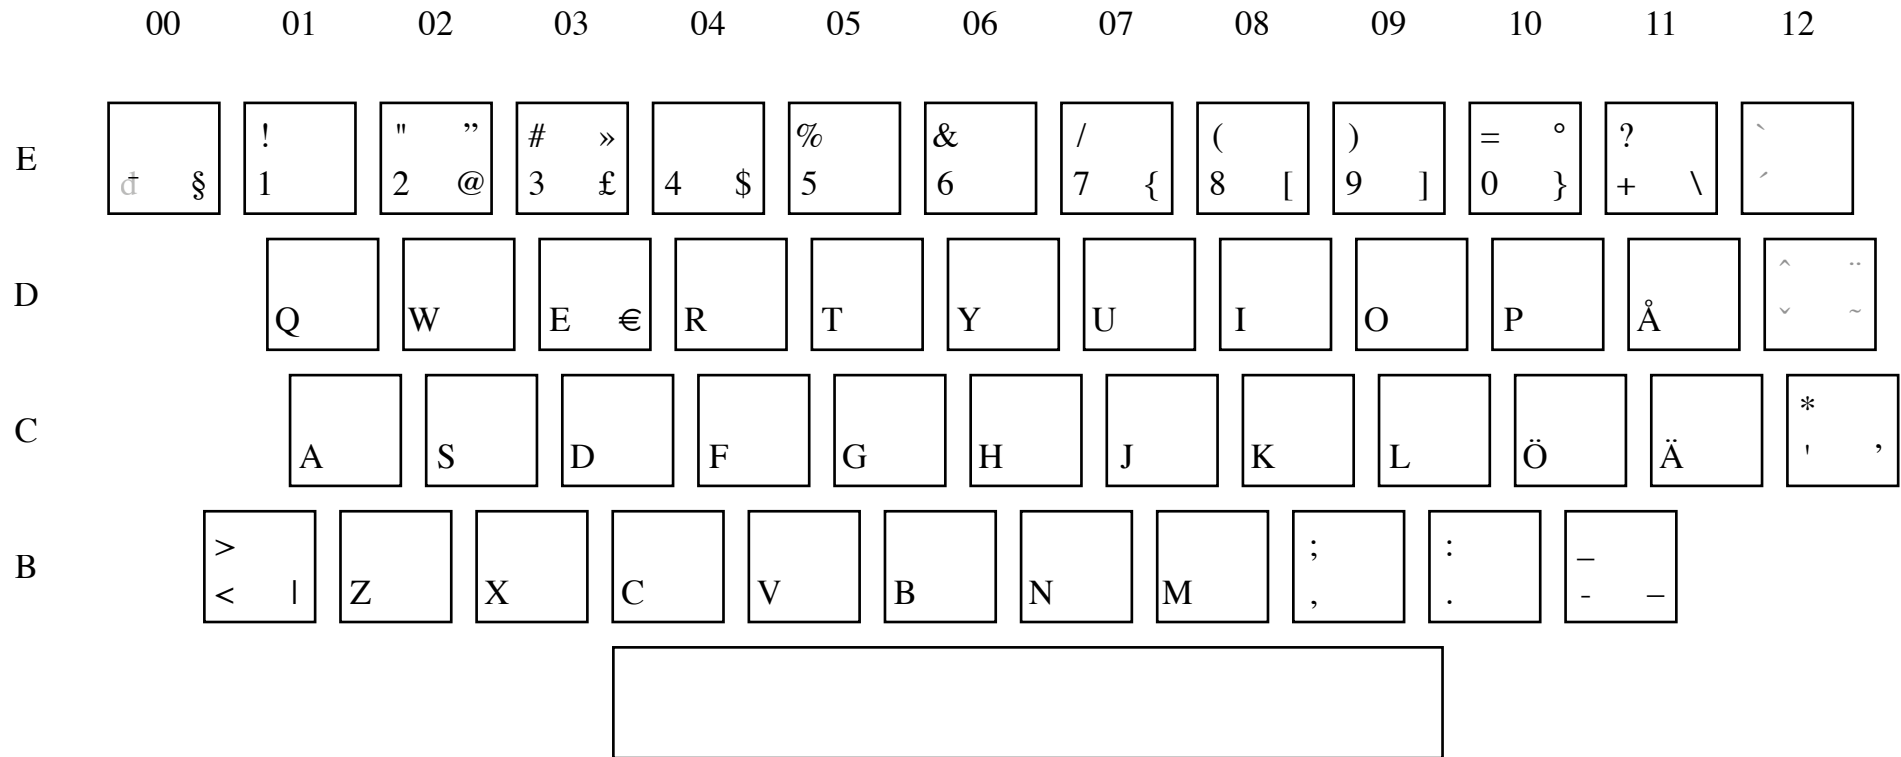 00 01 02 03 04 05 06 07 08 09 10 11 12
! " ” # » % & / ( ) = ° ? `
E đ § 1 2 @ 3 £ 4 $ 5 6 7 { 8 [ 9 ] 0 } + \ ´
^ ¨
D Q W E € R T Y U I O P Å ˇ ~
*
C A S D F G H J K L Ö Ä ' ’
> ; : _
B < | Z X C V B N M , . - –